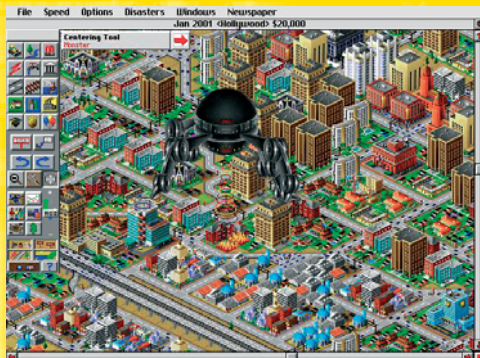 File Speed Options Disasters Windows Newspaper
Jan 2001 <Hollywood> $20,000
Centering Tool
Monster